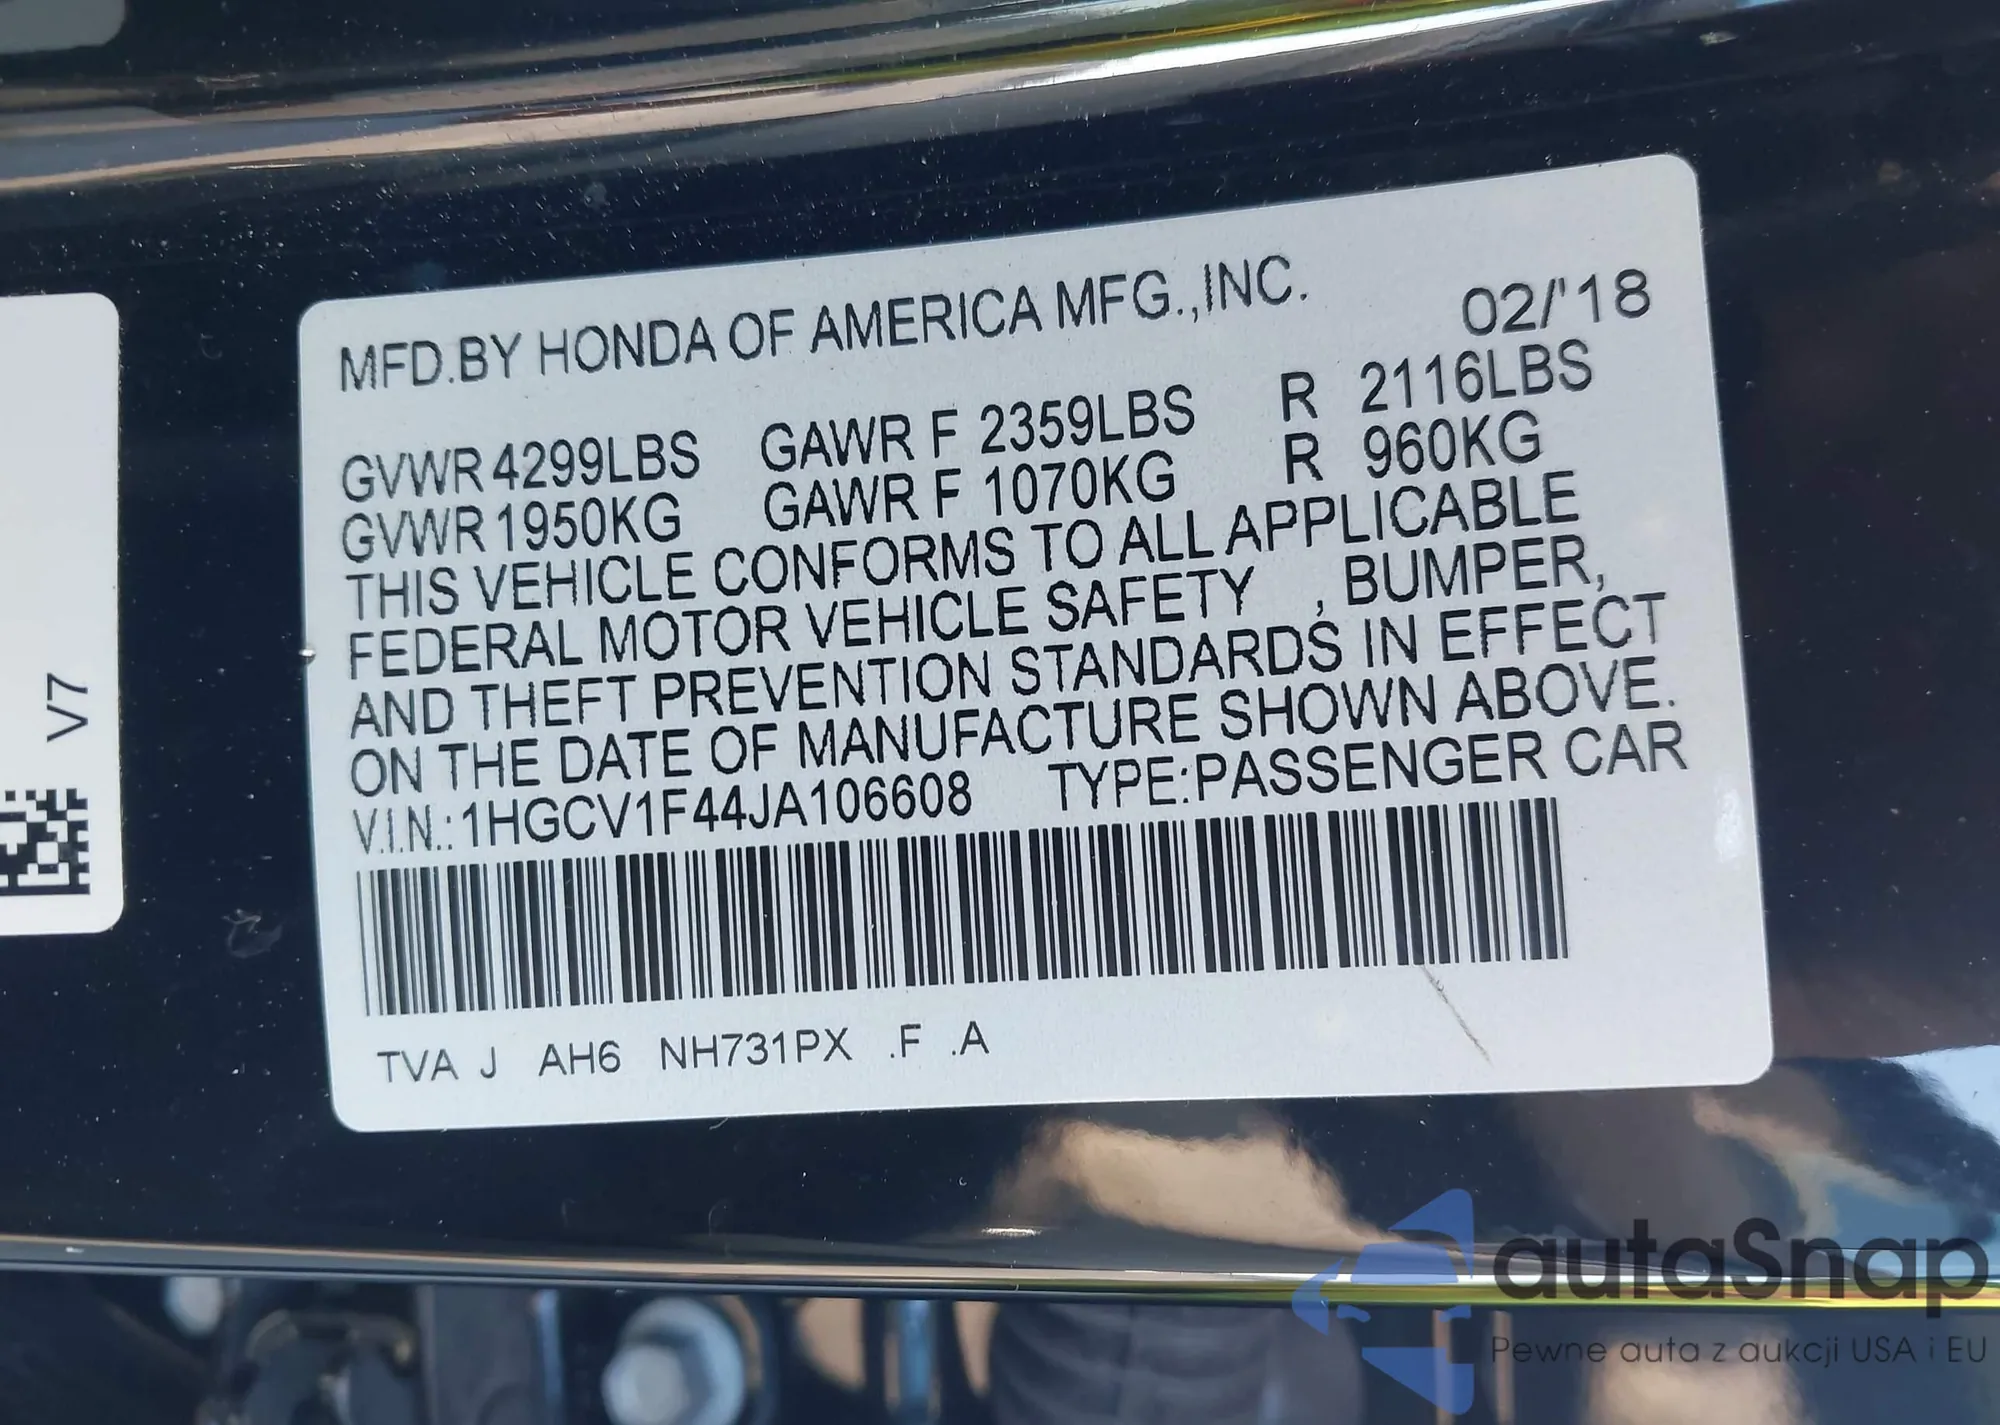 MFD.BY HONDA OF AMERICA MFG.,INC. 02/'18
GVWR 4299LBS GAWR F 2359LBS R 2116LBS
GVWR 1950KG GAWR F 1070KG R 960KG
THIS VEHICLE CONFORMS TO ALL APPLICABLE
FEDERAL MOTOR VEHICLE SAFETY , BUMPER,
AND THEFT PREVENTION STANDARDS IN EFFECT
ON THE DATE OF MANUFACTURE SHOWN ABOVE.
V.I.N.: 1HGCV1F44JA106608 TYPE:PASSENGER CAR
TVA J AH6 NH731PX .F .A
V7
autaSnap
Pewne auta z aukcji USA i EU